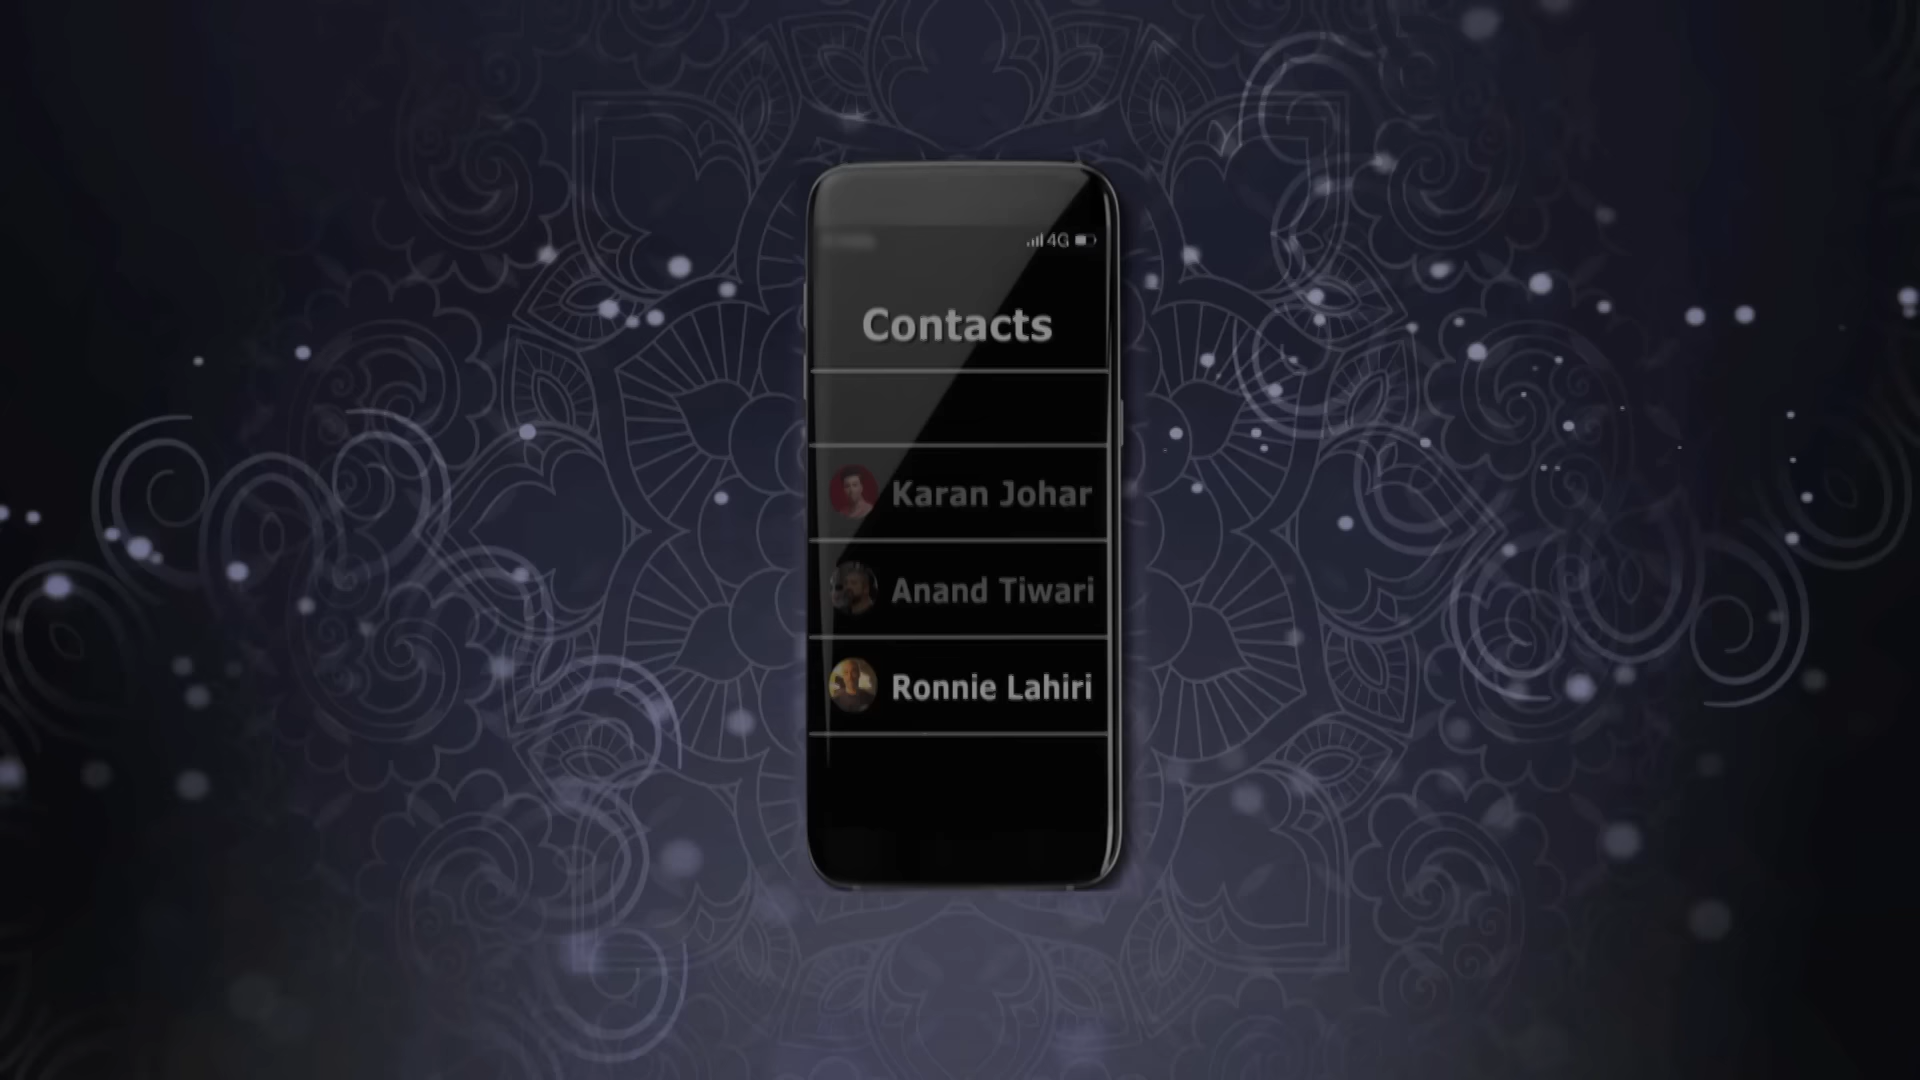 4G
Contacts
Karan Johar
Anand Tiwari
Ronnie Lahiri